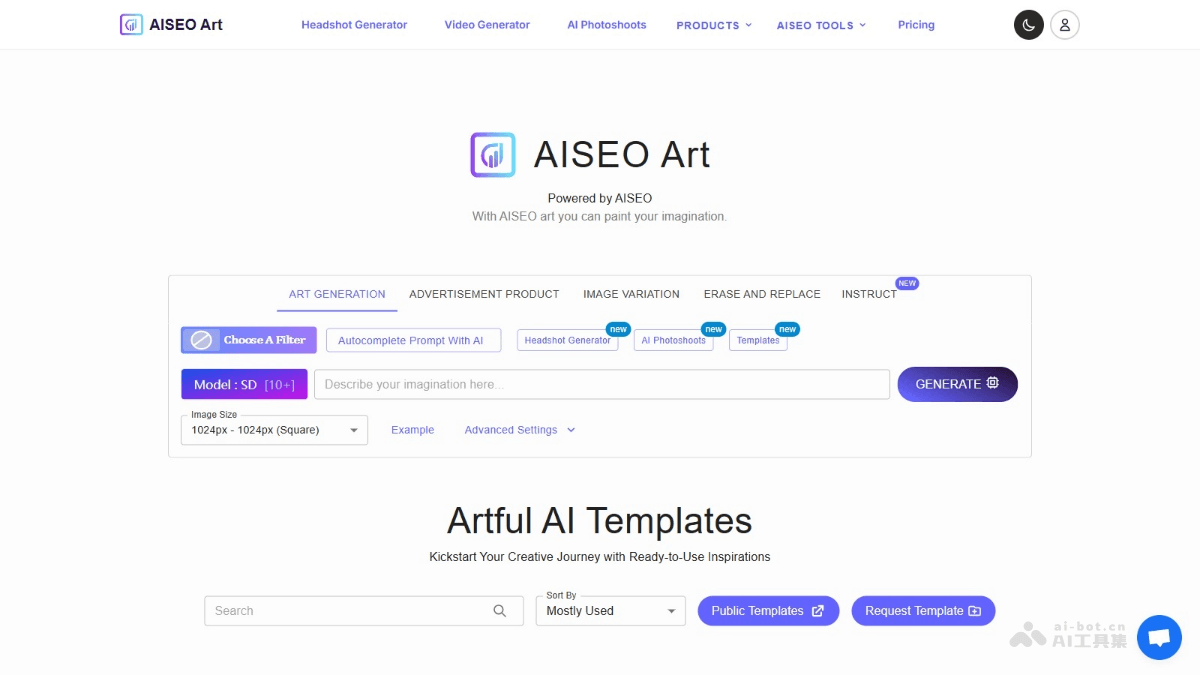 AISEO Art
Headshot Generator
Video Generator
AI Photoshoots
PRODUCTS
AISEO TOOLS
Pricing
AISEO Art
Powered by AISEO
With AISEO art you can paint your imagination.
ART GENERATION
ADVERTISEMENT PRODUCT
IMAGE VARIATION
ERASE AND REPLACE
INSTRUCT
NEW
Choose A Filter
Autocomplete Prompt With AI
Headshot Generator
new
AI Photoshoots
new
Templates
new
Model : SD [10+]
Describe your imagination here...
GENERATE
Image Size
1024px - 1024px (Square)
Example
Advanced Settings
Artful AI Templates
Kickstart Your Creative Journey with Ready-to-Use Inspirations
Search
Sort By
Mostly Used
Public Templates
Request Template
ai-bot.cn
AI工具集